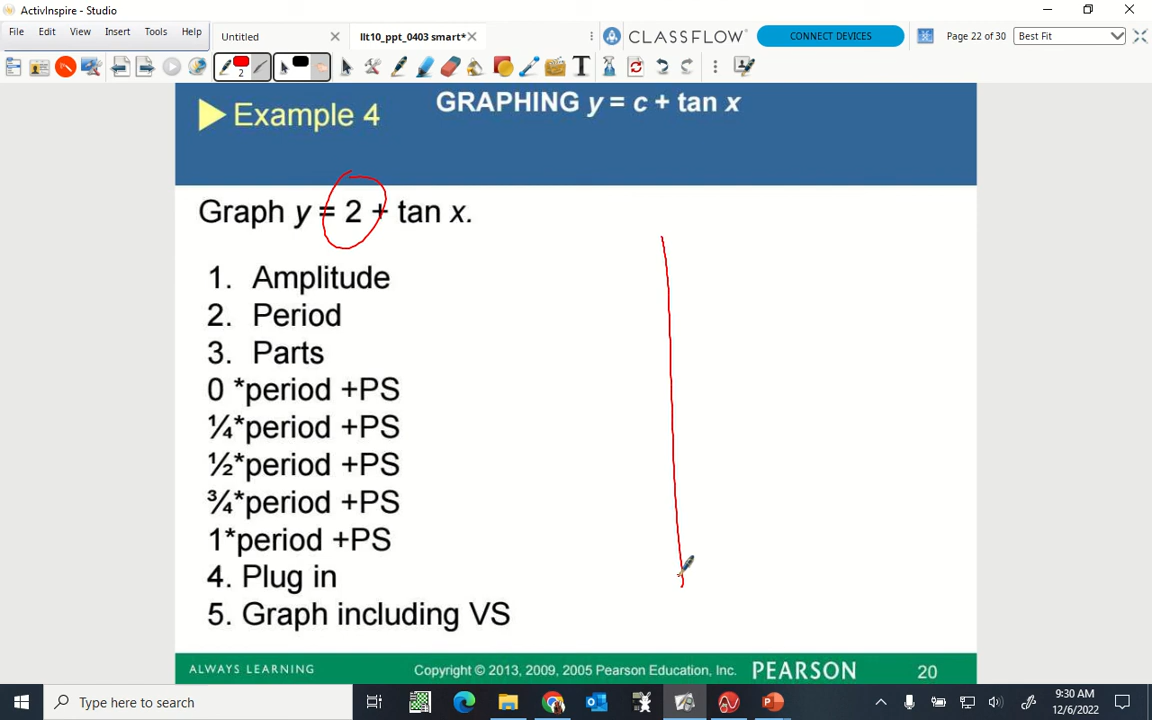 ActivInspire - Studio
File Edit View Insert Tools Help
Untitled
llt10_ppt_0403 smart*
CLASSFLOW
CONNECT DEVICES
Page 22 of 30
Best Fit
2
Example 4
GRAPHING y = c + tan x
Graph y = 2 + tan x.
1. Amplitude
2. Period
3. Parts
0 *period +PS
¼*period +PS
½*period +PS
¾*period +PS
1*period +PS
4. Plug in
5. Graph including VS
ALWAYS LEARNING
Copyright © 2013, 2009, 2005 Pearson Education, Inc.
PEARSON
20
Type here to search
9:30 AM
12/6/2022